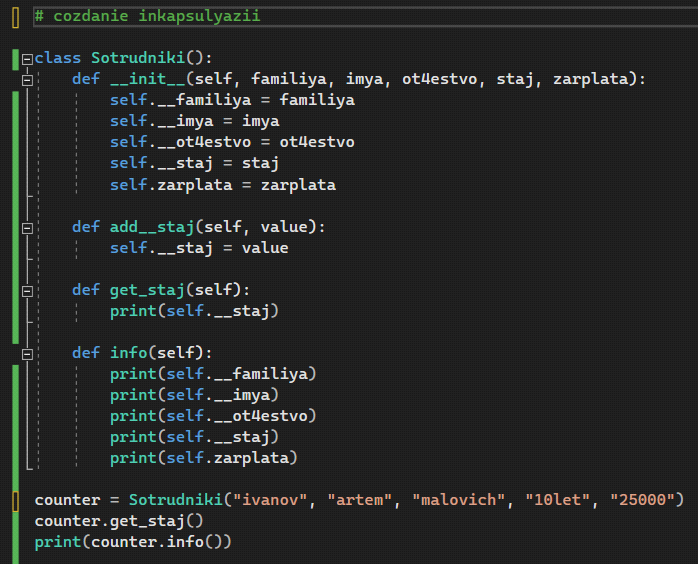 # cozdanie inkapsulyazii
class Sotrudniki():
def __init__(self, familiya, imya, ot4estvo, staj, zarplata):
self.__familiya = familiya
self.__imya = imya
self.__ot4estvo = ot4estvo
self.__staj = staj
self.zarplata = zarplata
def add__staj(self, value):
self.__staj = value
def get_staj(self):
print(self.__staj)
def info(self):
print(self.__familiya)
print(self.__imya)
print(self.__ot4estvo)
print(self.__staj)
print(self.zarplata)
counter = Sotrudniki("ivanov", "artem", "malovich", "10let", "25000")
counter.get_staj()
print(counter.info())